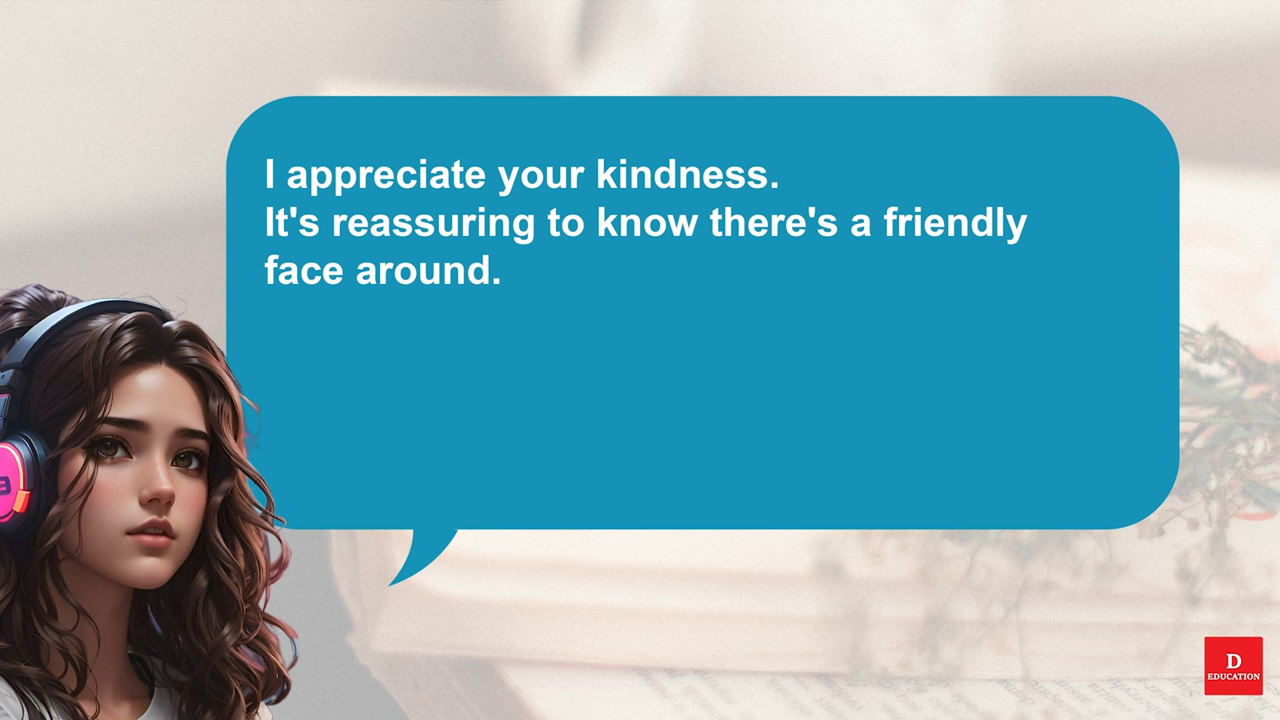 I appreciate your kindness.
It's reassuring to know there's a friendly
face around.
D
EDUCATION